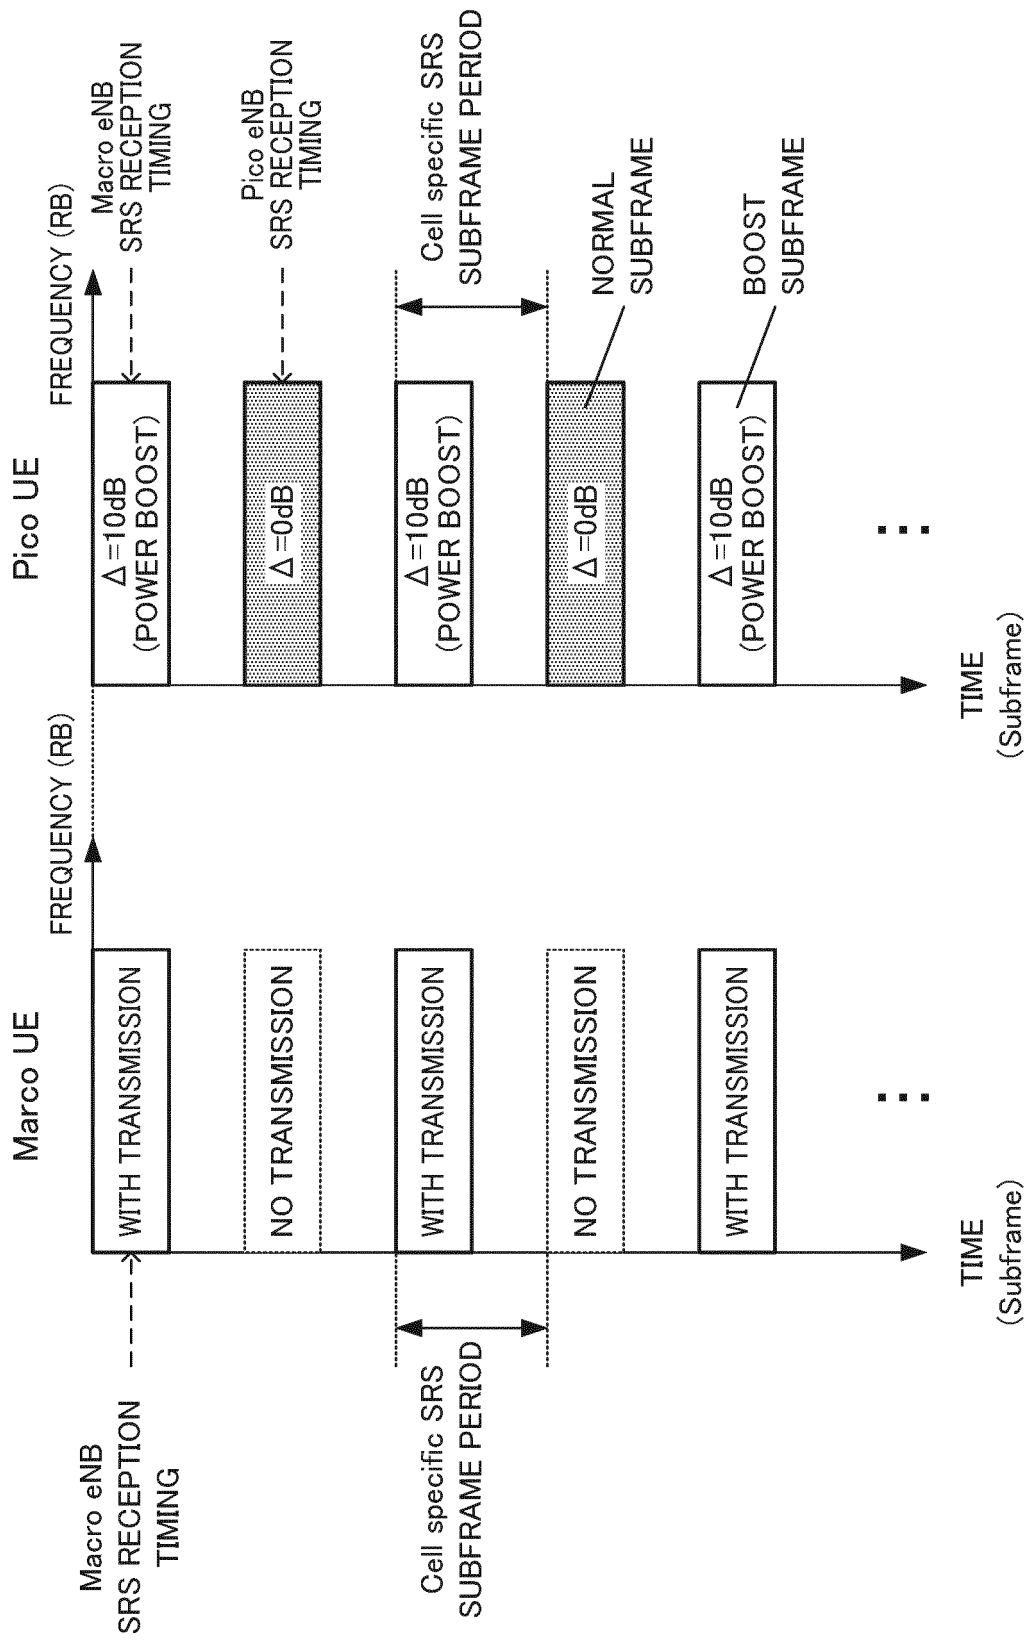 Marco UE
FREQUENCY (RB)
Macro eNB
SRS RECEPTION
TIMING
WITH TRANSMISSION
NO TRANSMISSION
WITH TRANSMISSION
NO TRANSMISSION
WITH TRANSMISSION
Cell specific SRS
SUBFRAME PERIOD
TIME
(Subframe)
Pico UE
FREQUENCY (RB)
Macro eNB
SRS RECEPTION
TIMING
Pico eNB
SRS RECEPTION
TIMING
Δ=10dB
(POWER BOOST)
Δ=0dB
Δ=10dB
(POWER BOOST)
Δ=0dB
Δ=10dB
(POWER BOOST)
Cell specific SRS
SUBFRAME PERIOD
NORMAL
SUBFRAME
BOOST
SUBFRAME
TIME
(Subframe)